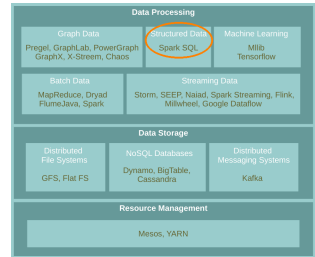 Data Processing
Graph Data
Pregel, GraphLab, PowerGraph
GraphX, X-Streem, Chaos
Structured Data
Spark SQL
Machine Learning
Mllib
Tensorflow
Batch Data
MapReduce, Dryad
FlumeJava, Spark
Streaming Data
Storm, SEEP, Naiad, Spark Streaming, Flink,
Millwheel, Google Dataflow
Data Storage
Distributed
File Systems
GFS, Flat FS
NoSQL Databases
Dynamo, BigTable,
Cassandra
Distributed
Messaging Systems
Kafka
Resource Management
Mesos, YARN